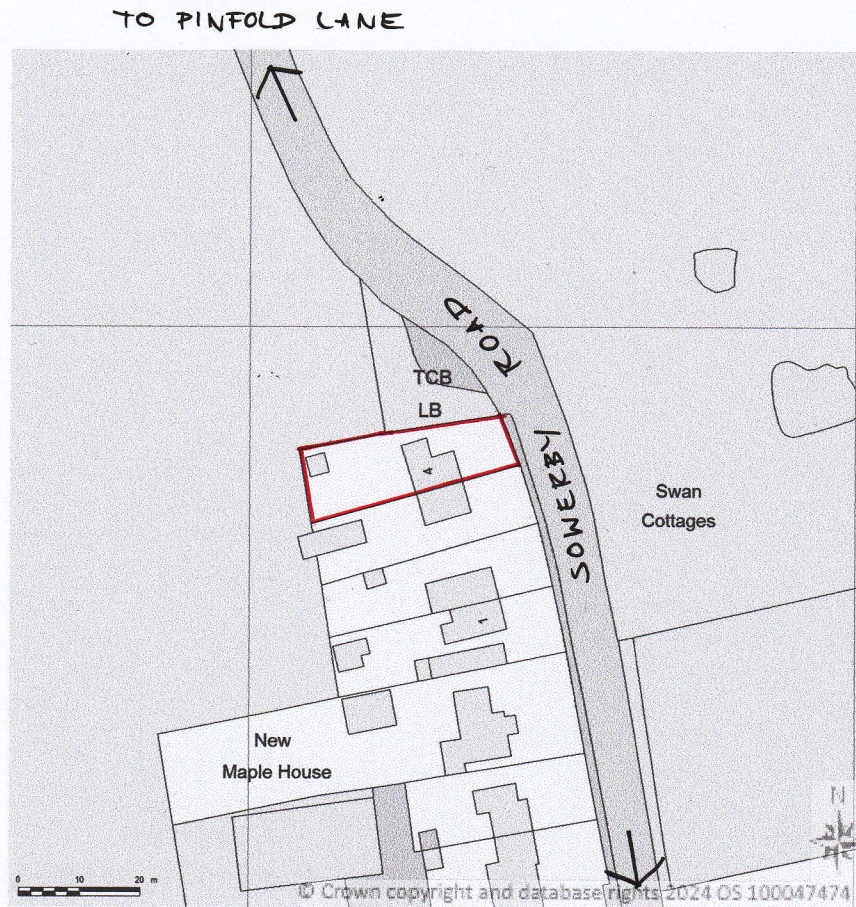 TO PINFOLD LANE
ROAD
TCB
LB
SOWERBY
4
Swan
Cottages
1
New
Maple House
N
0 10 20 m
© Crown copyright and database rights 2024 OS 100047474